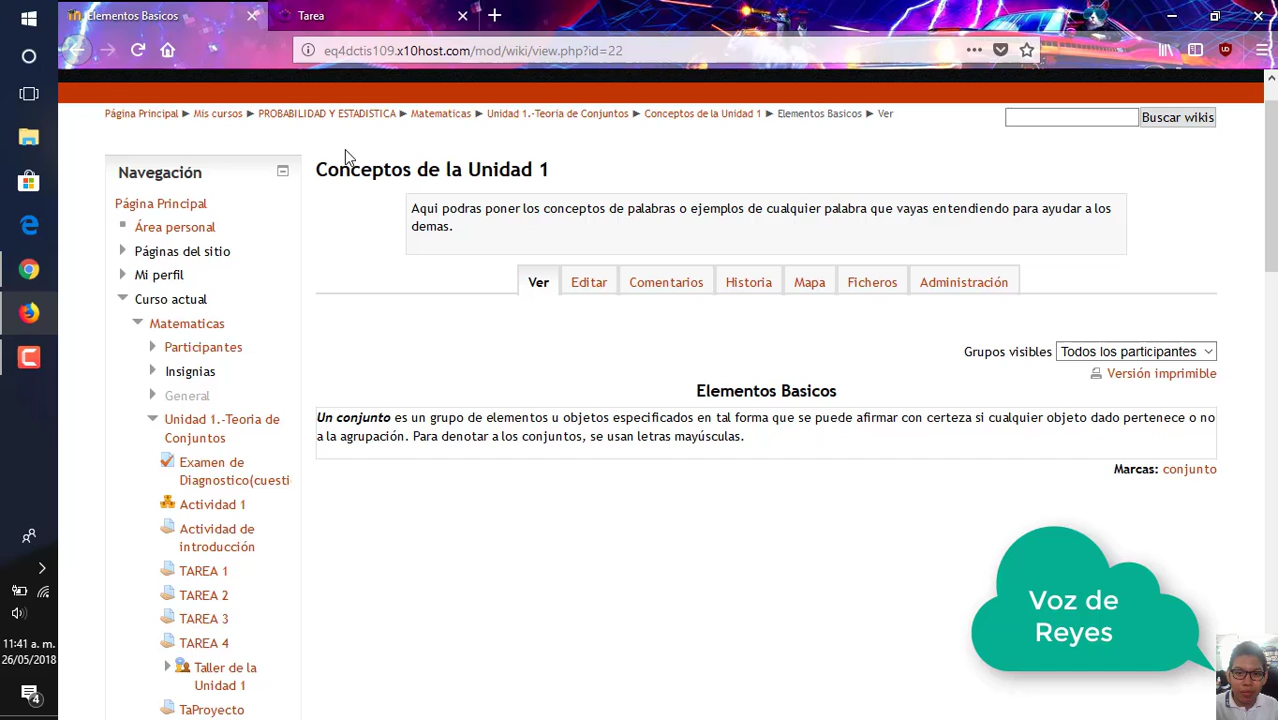 Elementos Basicos
Tarea
eq4dctis109.x10host.com/mod/wiki/view.php?id=22
Página Principal ► Mis cursos ► PROBABILIDAD Y ESTADISTICA ► Matematicas ► Unidad 1.-Teoria de Conjuntos ► Conceptos de la Unidad 1 ► Elementos Basicos ► Ver
Buscar wikis
Navegación
Página Principal
Área personal
Páginas del sitio
Mi perfil
Curso actual
Matematicas
Participantes
Insignias
General
Unidad 1.-Teoria de
Conjuntos
Examen de
Diagnostico(cuesti
Actividad 1
Actividad de
introducción
TAREA 1
TAREA 2
TAREA 3
TAREA 4
Taller de la
Unidad 1
TaProyecto
Conceptos de la Unidad 1
Aqui podras poner los conceptos de palabras o ejemplos de cualquier palabra que vayas entendiendo para ayudar a los
demas.
Ver
Editar
Comentarios
Historia
Mapa
Ficheros
Administración
Grupos visibles Todos los participantes
Versión imprimible
Elementos Basicos
Un conjunto es un grupo de elementos u objetos especificados en tal forma que se puede afirmar con certeza si cualquier objeto dado pertenece o no
a la agrupación. Para denotar a los conjuntos, se usan letras mayúsculas.
Marcas: conjunto
Voz de
Reyes
11:41 a. m.
26/05/2018
4